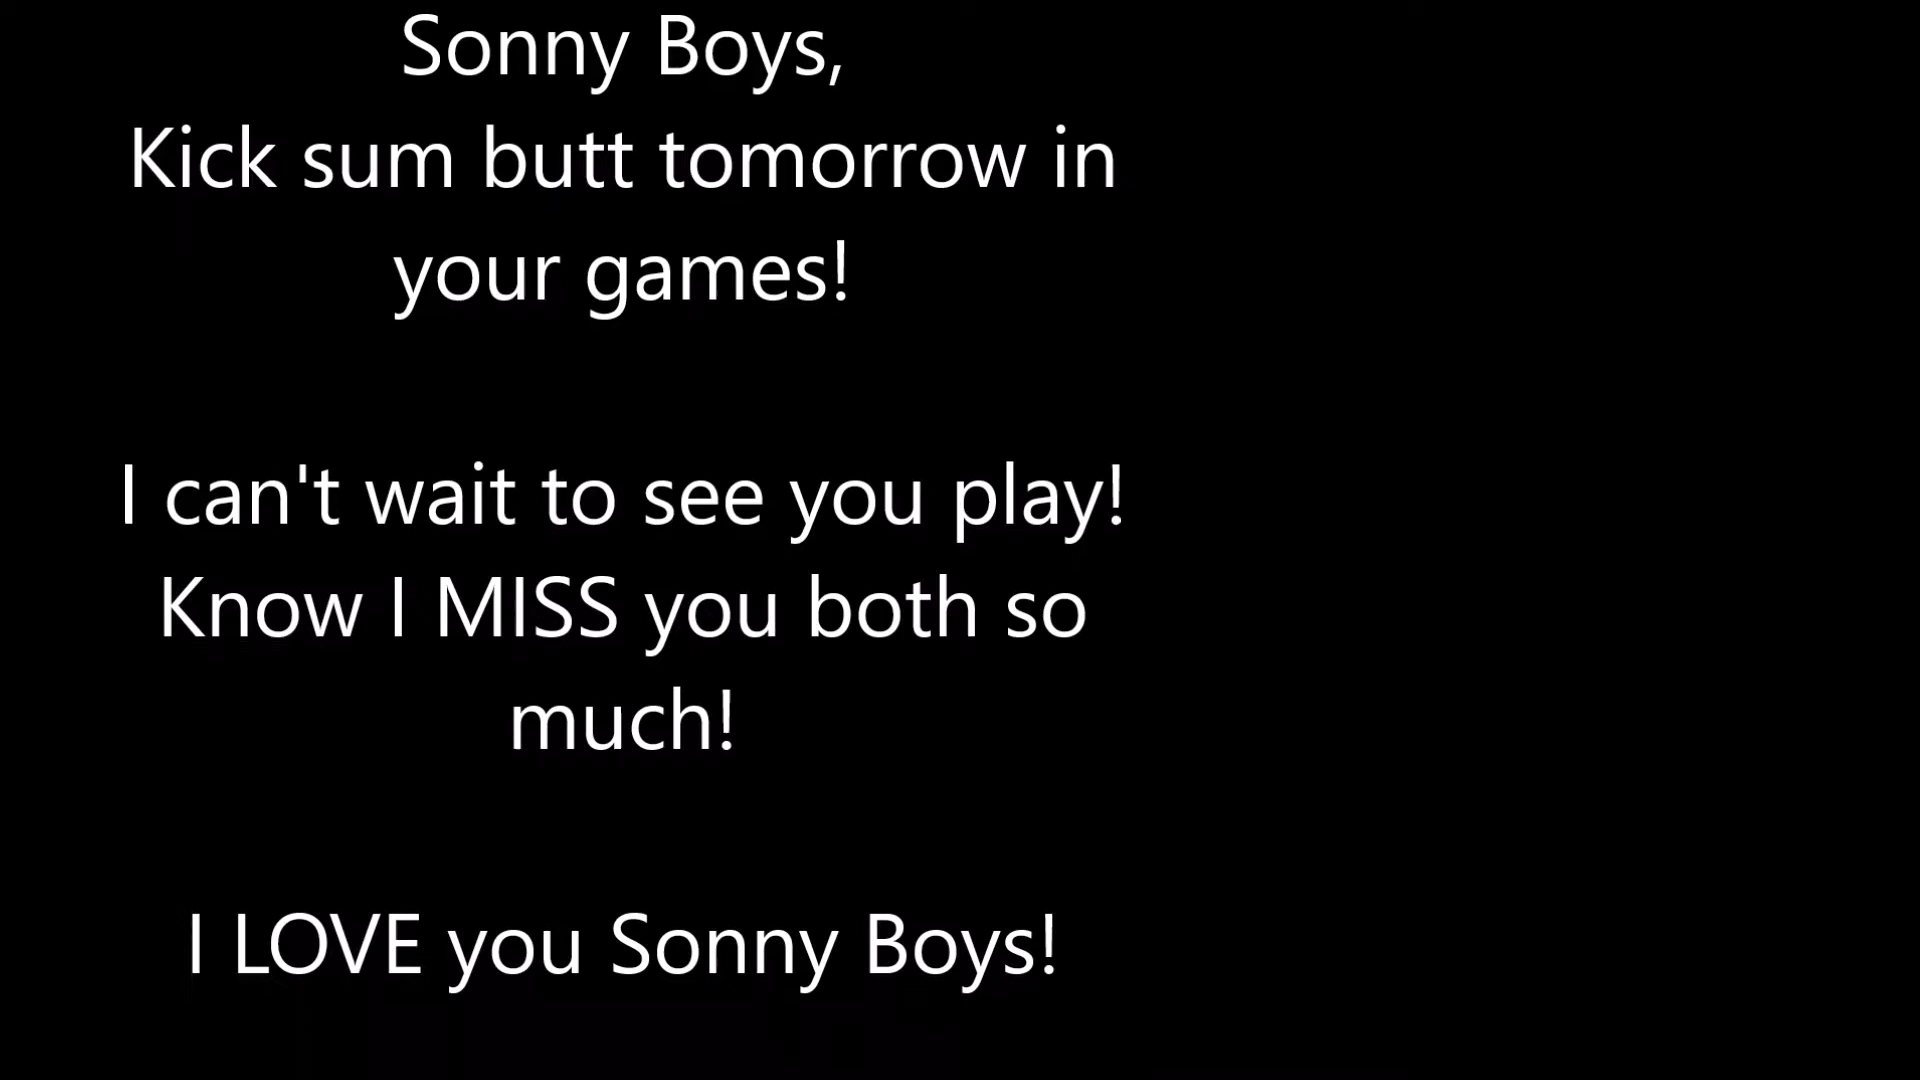 Sonny Boys,
Kick sum butt tomorrow in
your games!
I can't wait to see you play!
Know I MISS you both so
much!
I LOVE you Sonny Boys!